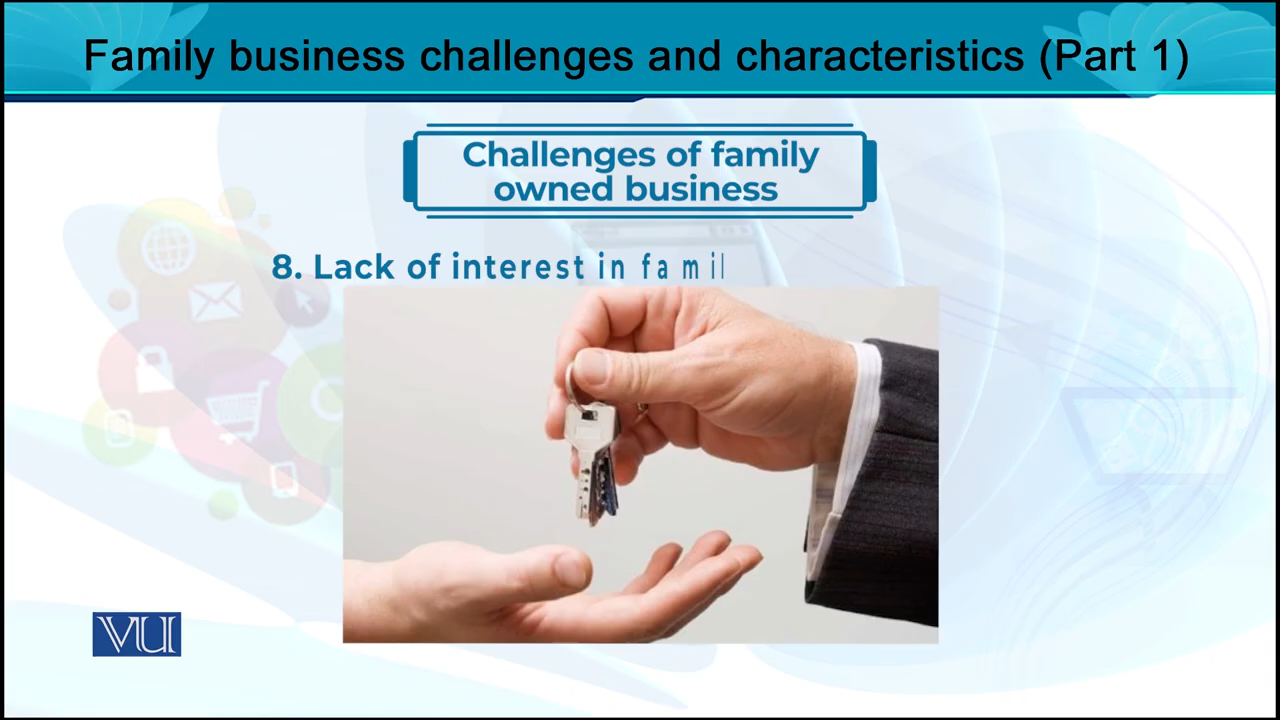 Family business challenges and characteristics (Part 1)
Challenges of family
owned business
8. Lack of interest in famil
VU